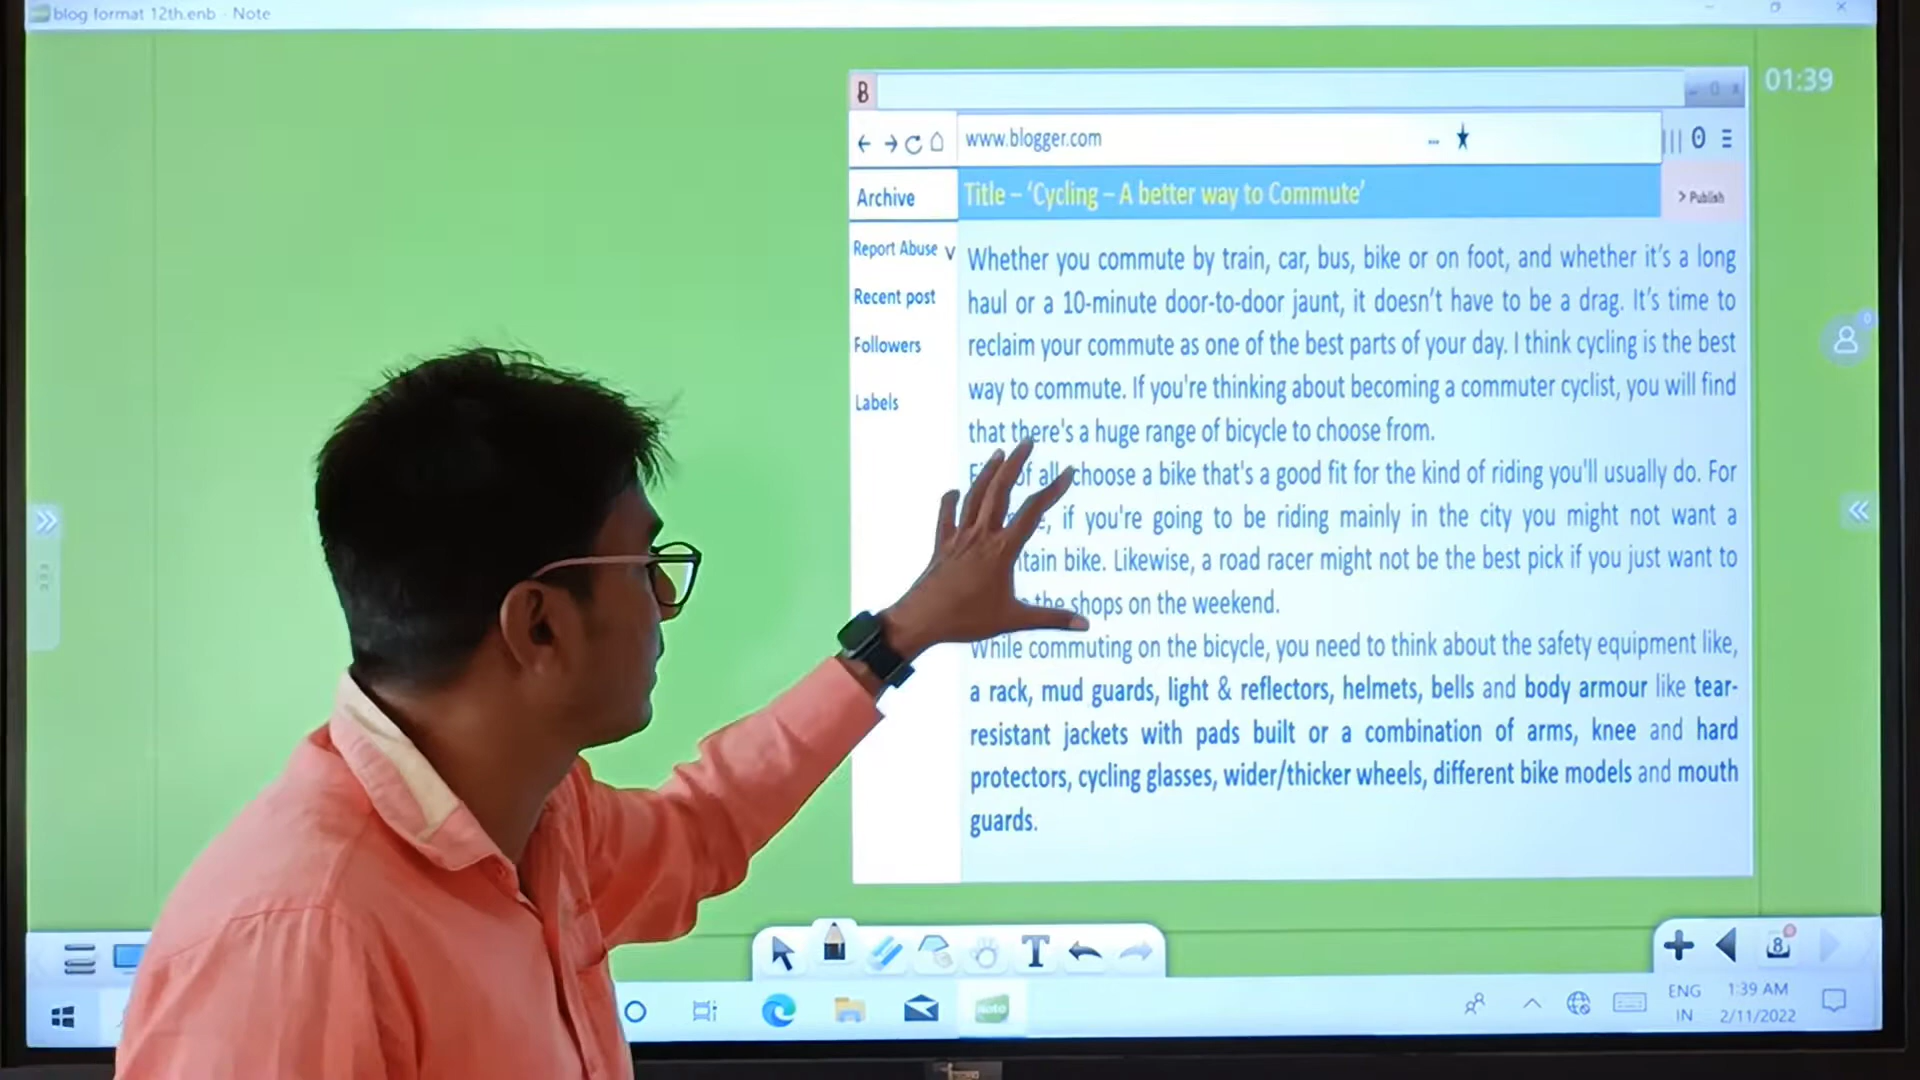 blog format 12th.enb - Note
01:39
B
www.blogger.com
Archive
Title – ‘Cycling – A better way to Commute’
> Publish
Report Abuse v
Recent post
Followers
Labels
Whether you commute by train, car, bus, bike or on foot, and whether it’s a long
haul or a 10-minute door-to-door jaunt, it doesn’t have to be a drag. It’s time to
reclaim your commute as one of the best parts of your day. I think cycling is the best
way to commute. If you're thinking about becoming a commuter cyclist, you will find
that there's a huge range of bicycle to choose from.
of all choose a bike that's a good fit for the kind of riding you'll usually do. For
if you're going to be riding mainly in the city you might not want a
bike. Likewise, a road racer might not be the best pick if you just want to
the shops on the weekend.
While commuting on the bicycle, you need to think about the safety equipment like,
a rack, mud guards, light & reflectors, helmets, bells and body armour like tear-
resistant jackets with pads built or a combination of arms, knee and hard
protectors, cycling glasses, wider/thicker wheels, different bike models and mouth
guards.
0
T
8
Note
ENG
IN
1:39 AM
2/11/2022